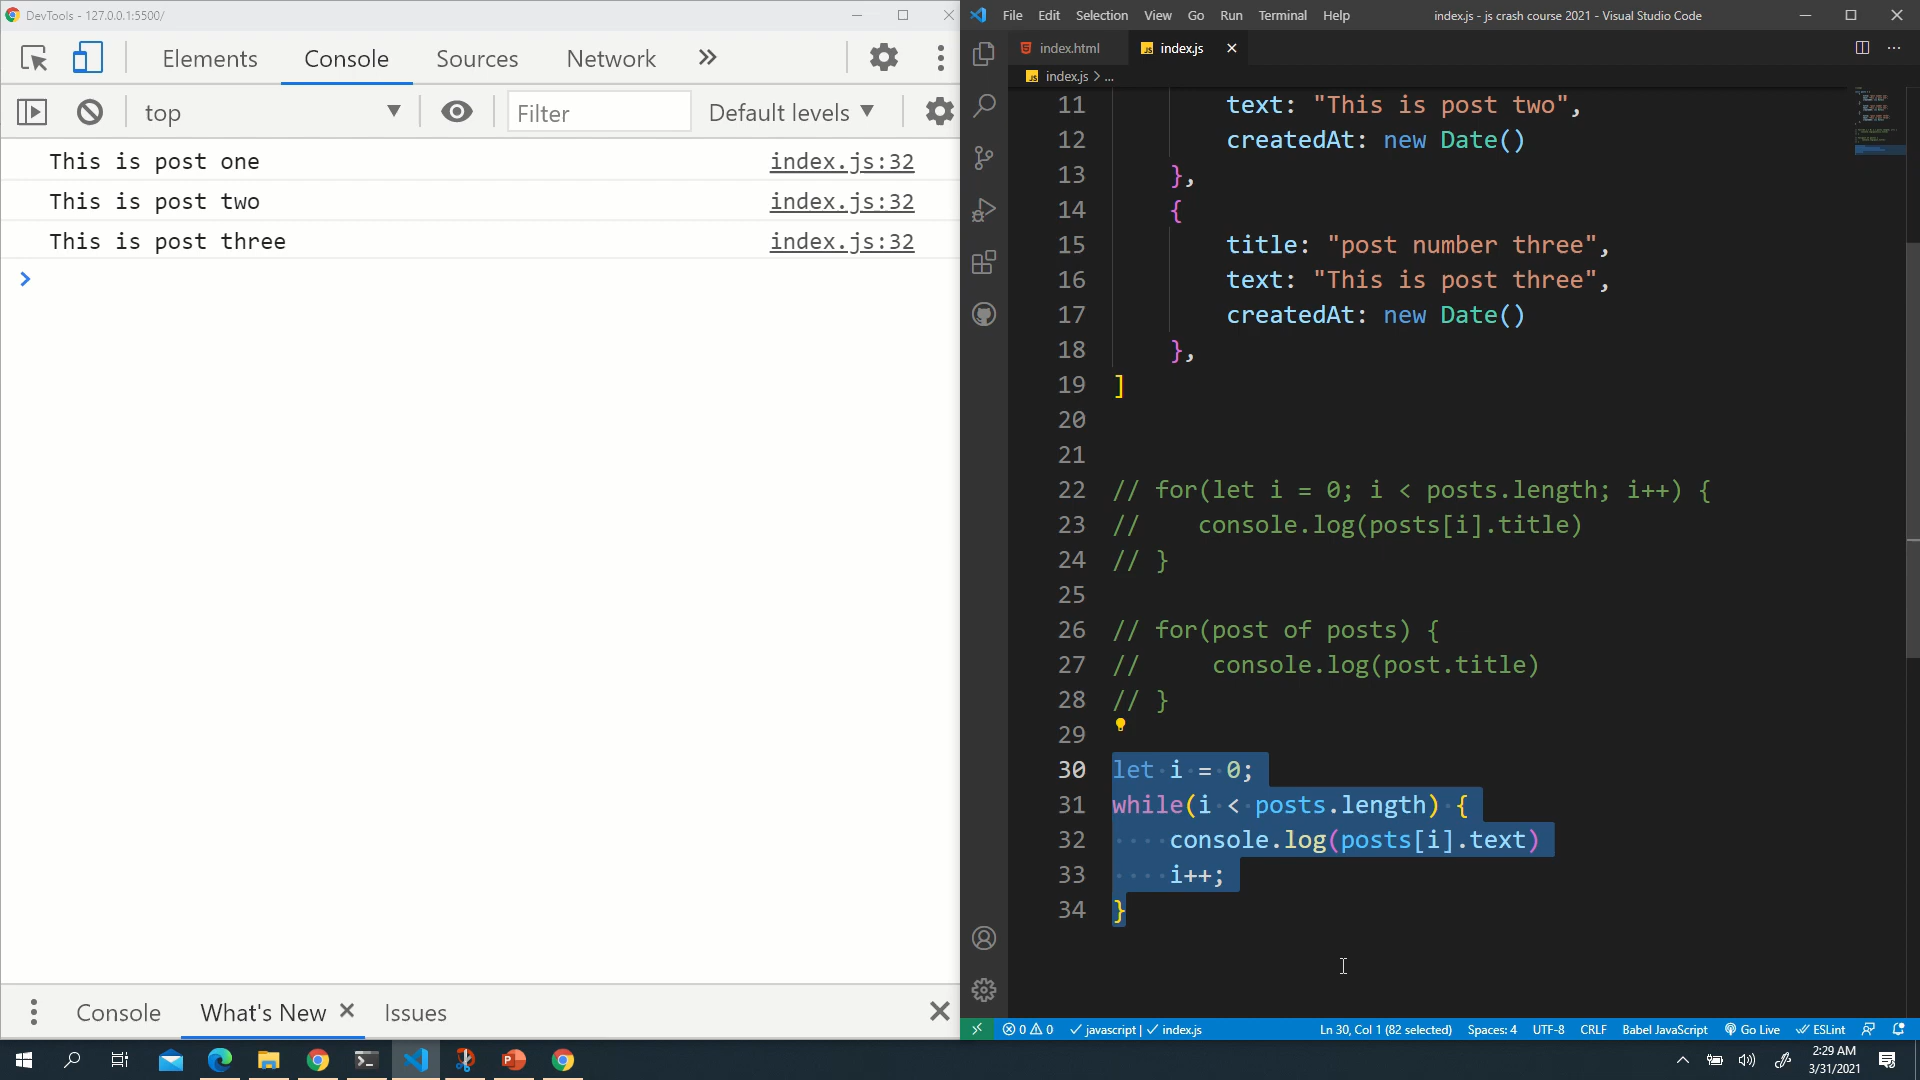 DevTools - 127.0.0.1:5500/
Elements Console Sources Network
top Filter Default levels
This is post one index.js:32
This is post two index.js:32
This is post three index.js:32
Console What's New Issues
File Edit Selection View Go Run Terminal Help index.js - js crash course 2021 - Visual Studio Code
index.html JS index.js
JS index.js > ...
11 text: "This is post two",
12 createdAt: new Date()
13 },
14 {
15 title: "post number three",
16 text: "This is post three",
17 createdAt: new Date()
18 },
19 ]
20
21
22 // for(let i = 0; i < posts.length; i++) {
23 // console.log(posts[i].title)
24 // }
25
26 // for(post of posts) {
27 // console.log(post.title)
28 // }
29
30 let i = 0;
31 while(i < posts.length) {
32 console.log(posts[i].text)
33 i++;
34 }
0 0 javascript | index.js Ln 30, Col 1 (82 selected) Spaces: 4 UTF-8 CRLF Babel JavaScript Go Live ESLint
2:29 AM
3/31/2021